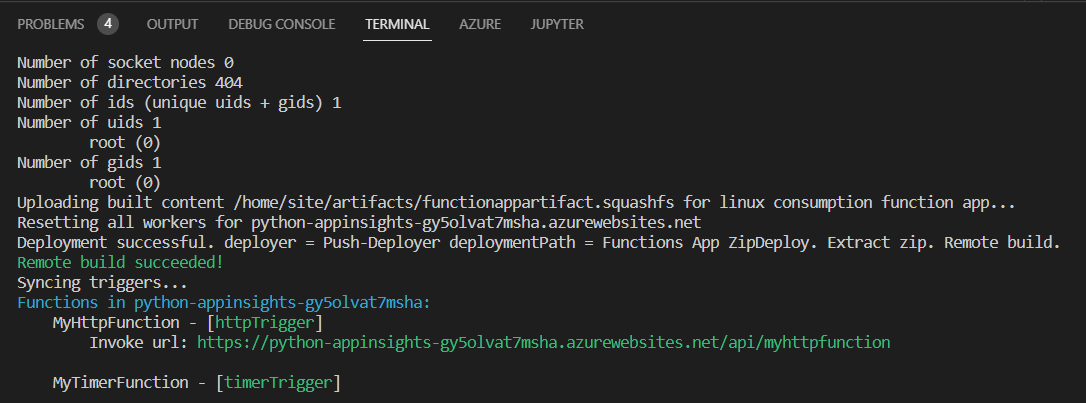 PROBLEMS 4 OUTPUT DEBUG CONSOLE TERMINAL AZURE JUPYTER
Number of socket nodes 0
Number of directories 404
Number of ids (unique uids + gids) 1
Number of uids 1
root (0)
Number of gids 1
root (0)
Uploading built content /home/site/artifacts/functionappartifact.squashfs for linux consumption function app...
Resetting all workers for python-appinsights-gy5olvat7msha.azurewebsites.net
Deployment successful. deployer = Push-Deployer deploymentPath = Functions App ZipDeploy. Extract zip. Remote build.
Remote build succeeded!
Syncing triggers...
Functions in python-appinsights-gy5olvat7msha:
MyHttpFunction - [httpTrigger]
Invoke url: https://python-appinsights-gy5olvat7msha.azurewebsites.net/api/myhttpfunction
MyTimerFunction - [timerTrigger]